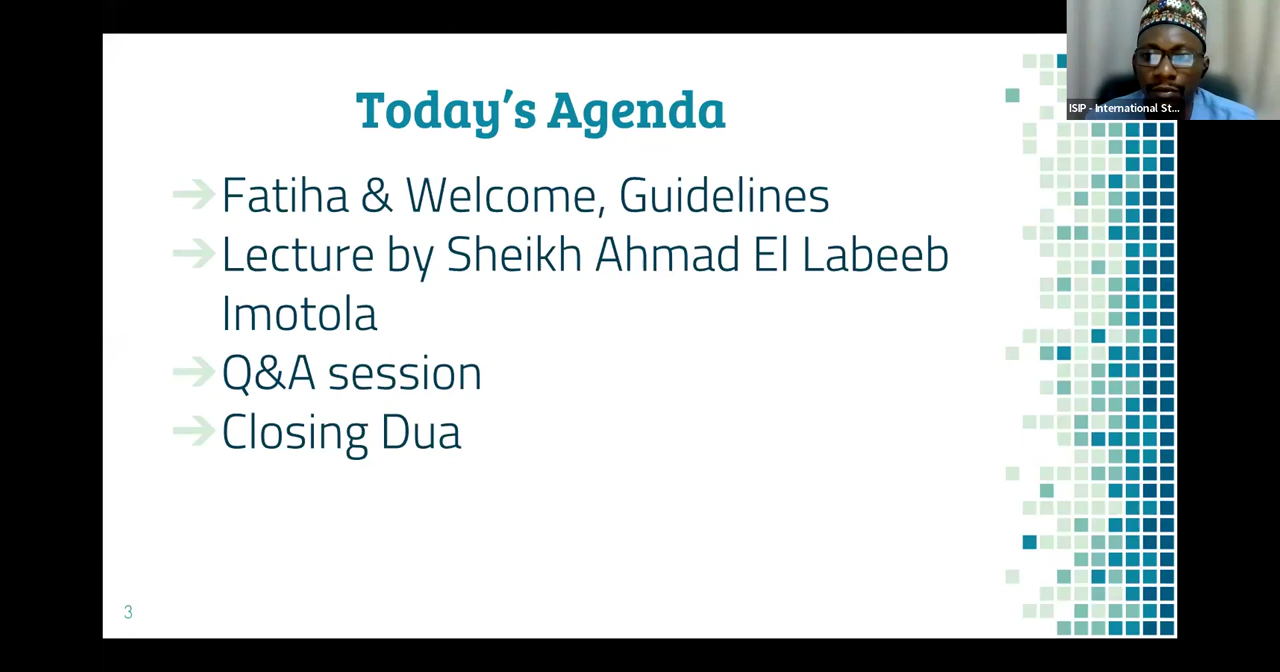 Today's Agenda
➔Fatiha & Welcome, Guidelines
➔Lecture by Sheikh Ahmad El Labeeb
Imotola
➔Q&A session
➔Closing Dua
ISIP - International St...
3